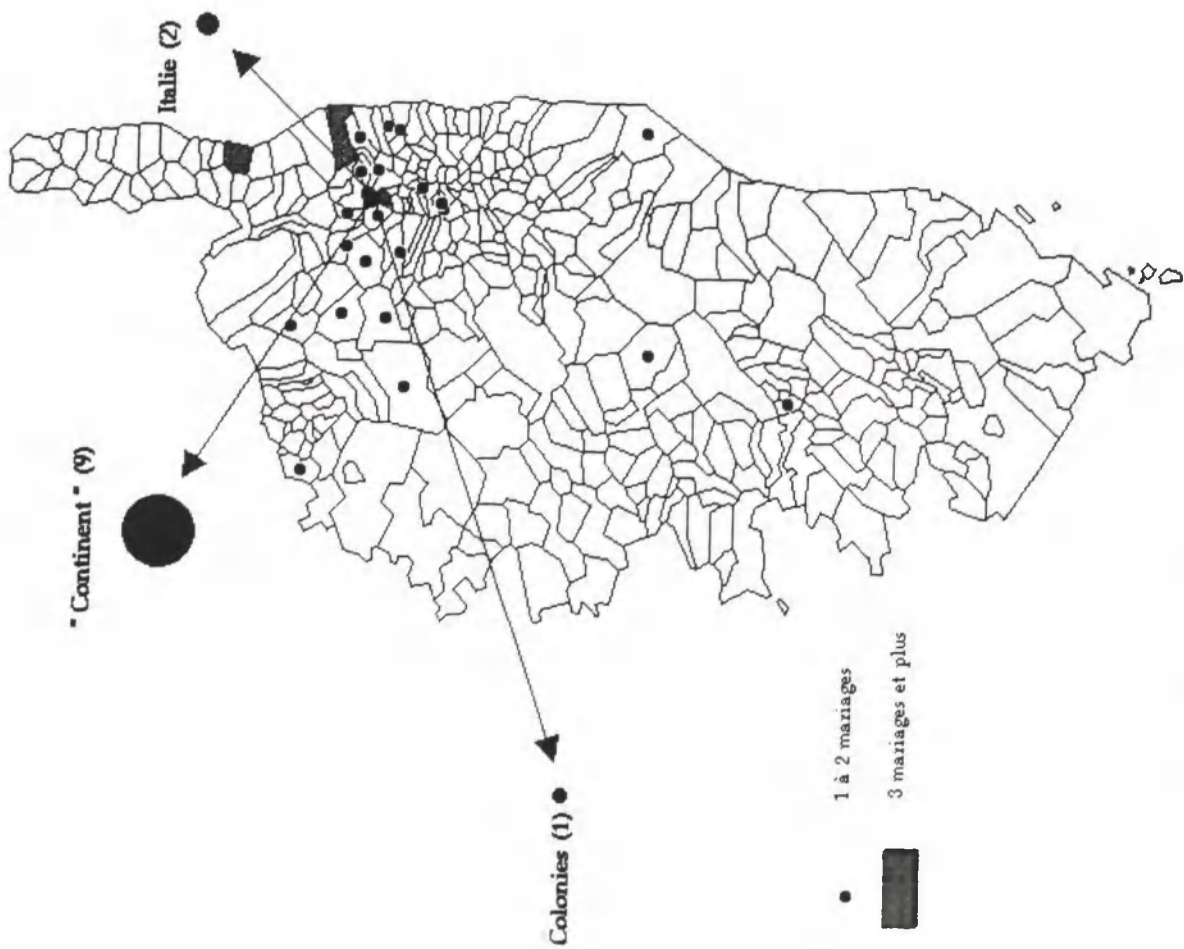 Italie (2)
" Continent " (9)
Colonies (1)
1 à 2 mariages
3 mariages et plus